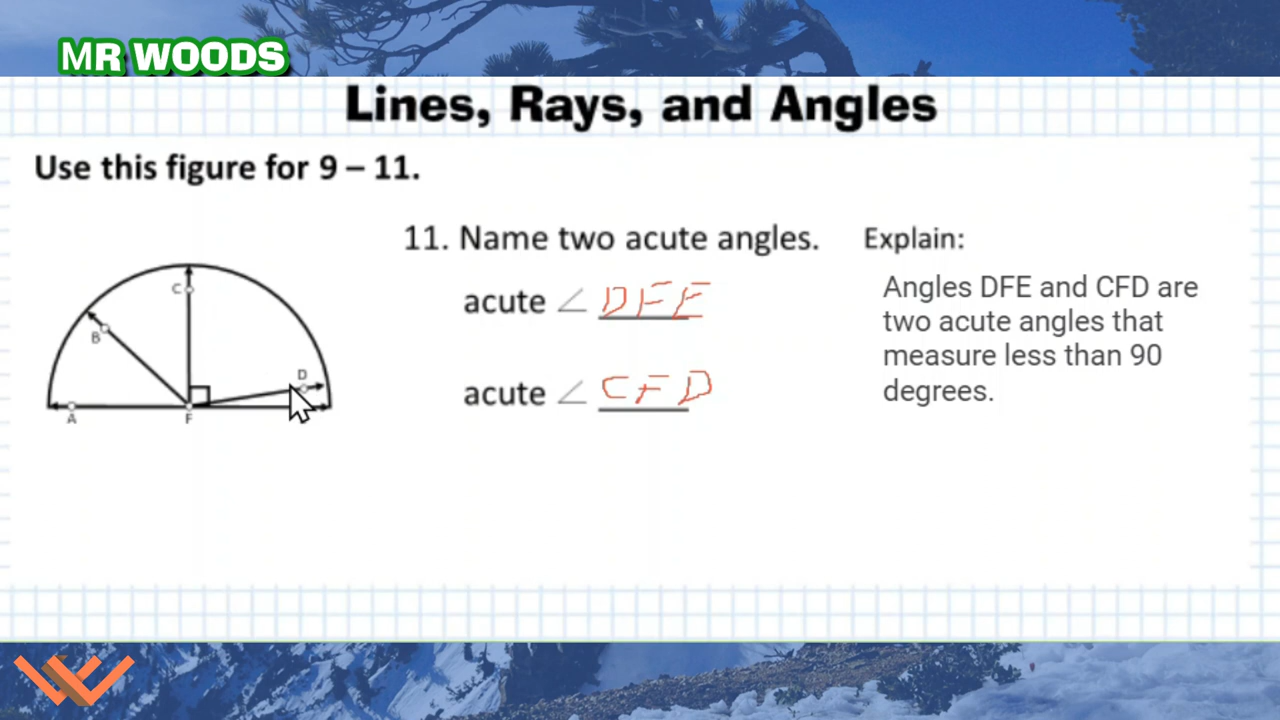 MR WOODS
Lines, Rays, and Angles
Use this figure for 9 – 11.
11. Name two acute angles.
Explain:
acute ∠ DFE
acute ∠ CFD
Angles DFE and CFD are
two acute angles that
measure less than 90
degrees.
C
B
D
A
F